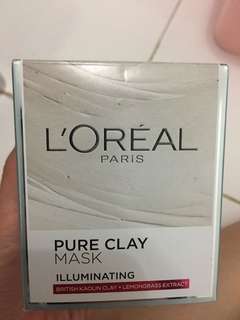 L'ORÉAL
PARIS
PURE CLAY
MASK
ILLUMINATING
BRITISH KAOLIN CLAY + LEMONGRASS EXTRACT